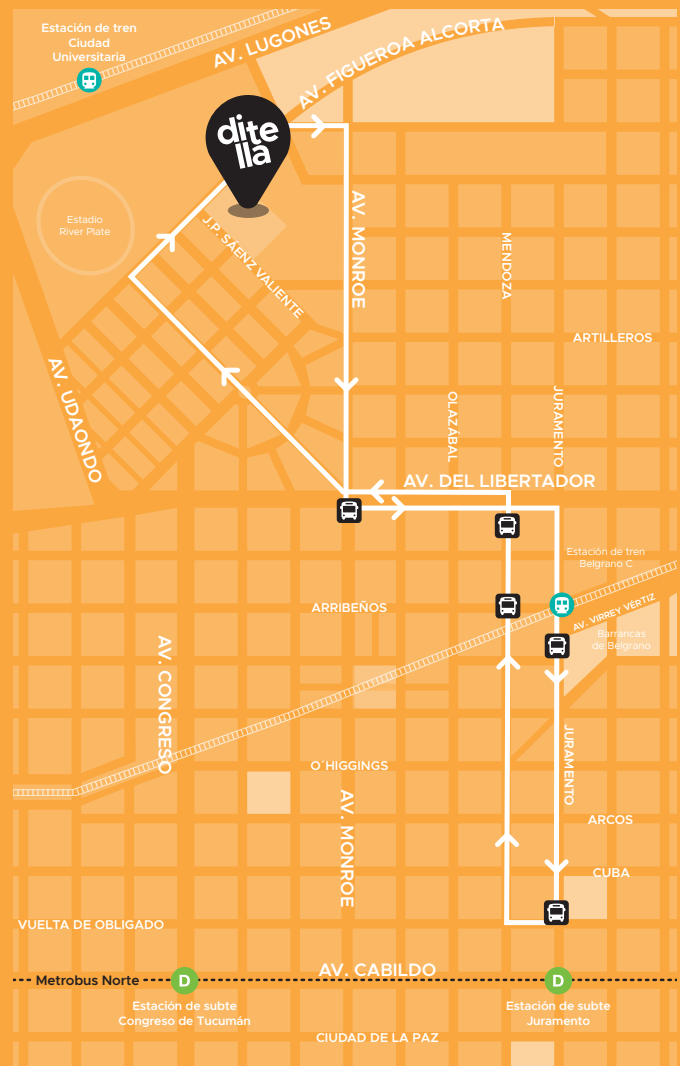 Estación de tren
Ciudad
Universitaria
AV. LUGONES
AV. FIGUEROA ALCORTA
dite
lla
Estadio
River Plate
J.P. SÁENZ VALIENTE
AV. MONROE
MENDOZA
ARTILLEROS
AV. UDAONDO
OLAZÁBAL
JURAMENTO
AV. DEL LIBERTADOR
Estación de tren
Belgrano C
ARRIBEÑOS
AV. VIRREY VÉRTIZ
Barrancas
de Belgrano
AV. CONGRESO
JURAMENTO
O´HIGGINGS
AV. MONROE
ARCOS
CUBA
VUELTA DE OBLIGADO
AV. CABILDO
Metrobus Norte
D
D
Estación de subte
Congreso de Tucumán
Estación de subte
Juramento
CIUDAD DE LA PAZ